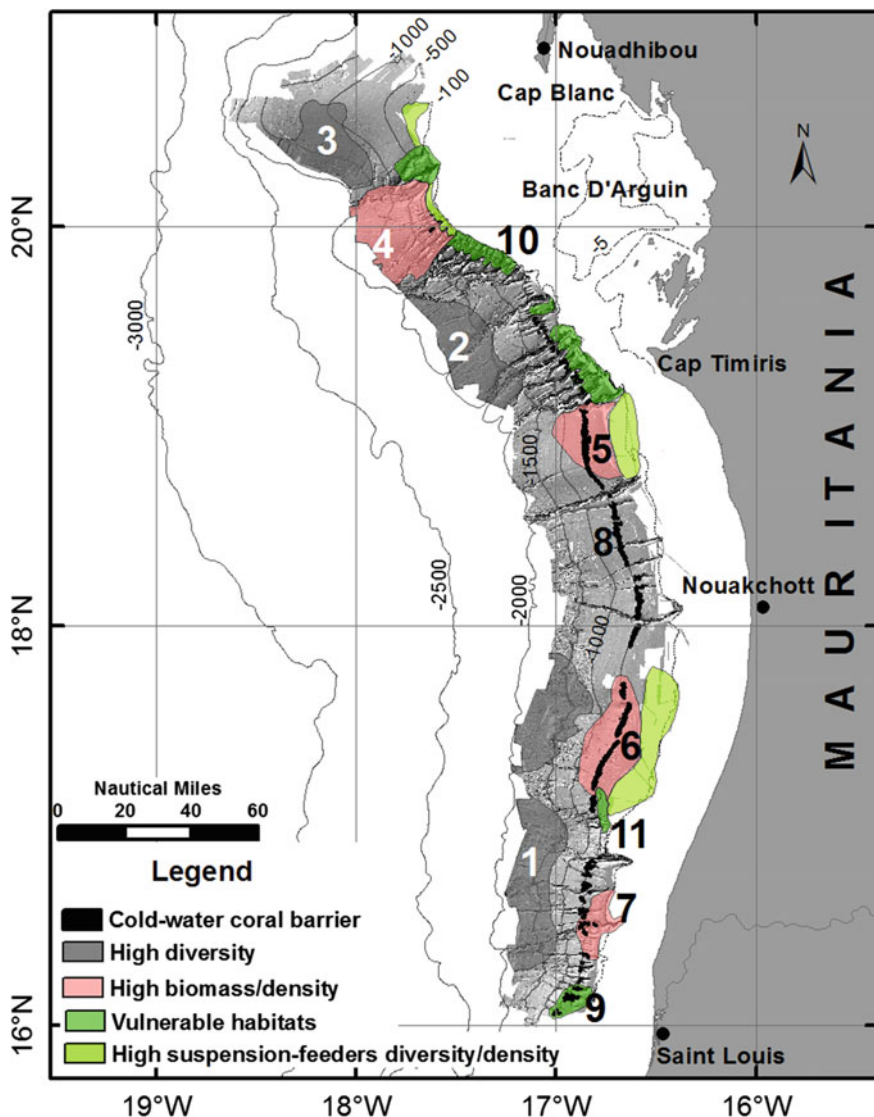 -1000
-500
-100
Nouadhibou
Cap Blanc
N
3
Banc D'Arguin
20°N
4
10
-5
2
-3000
Cap Timiris
5
-1500
8
-2500
-2000
Nouakchott
1000
18°N
MAURITANIA
6
Nautical Miles
0 20 40 60
11
1
Legend
7
Cold-water coral barrier
High diversity
High biomass/density
Vulnerable habitats
9
16°N
High suspension-feeders diversity/density
Saint Louis
19°W 18°W 17°W 16°W